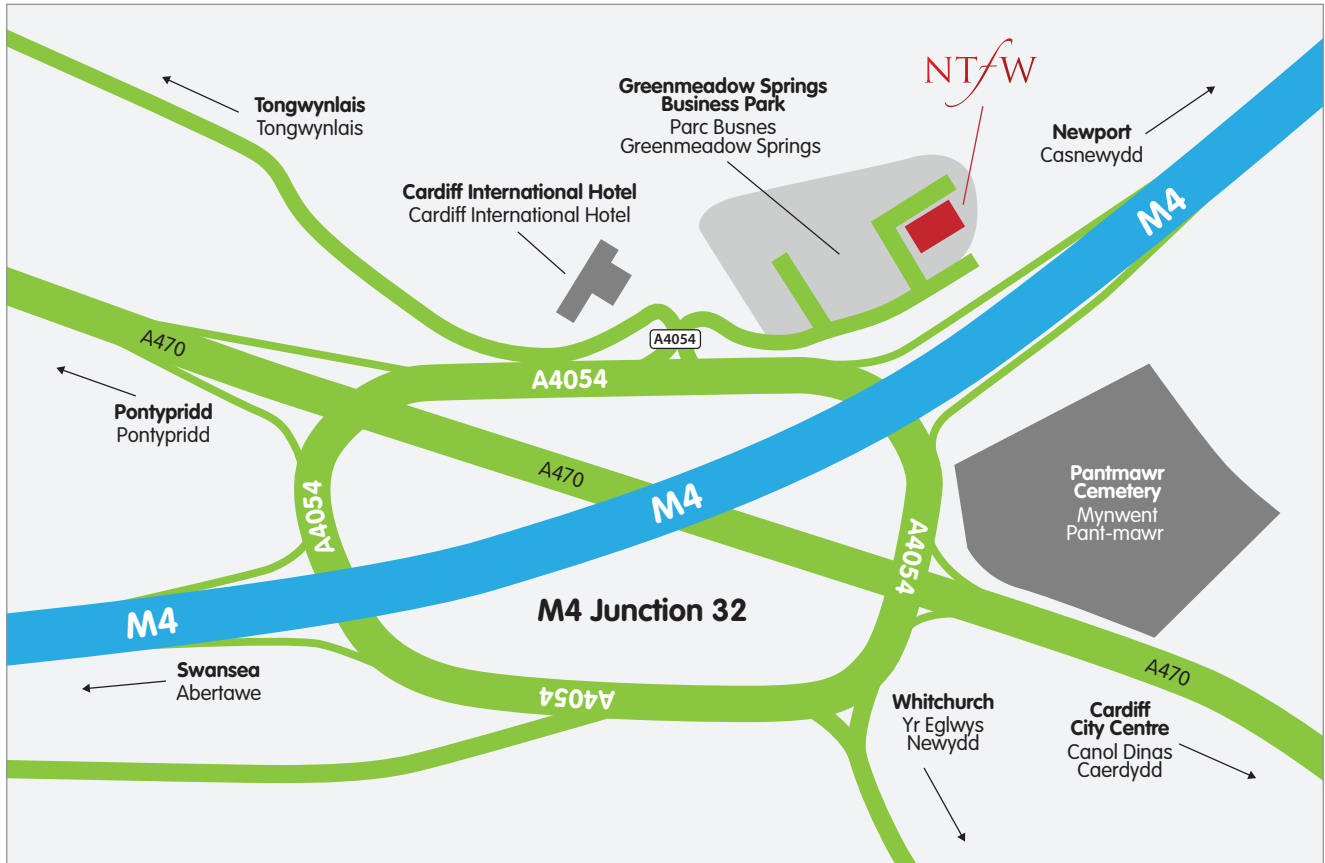 NTfW
Greenmeadow Springs
Business Park
Parc Busnes
Greenmeadow Springs
Tongwynlais
Tongwynlais
Newport
Casnewydd
Cardiff International Hotel
Cardiff International Hotel
M4
A4054
A470
A4054
Pontypridd
Pontypridd
A470
M4
A4054
Pantmawr
Cemetery
Mynwent
Pant-mawr
A4054
M4 Junction 32
M4
Swansea
Abertawe
A4054
A470
Whitchurch
Yr Eglwys
Newydd
Cardiff
City Centre
Canol Dinas
Caerdydd